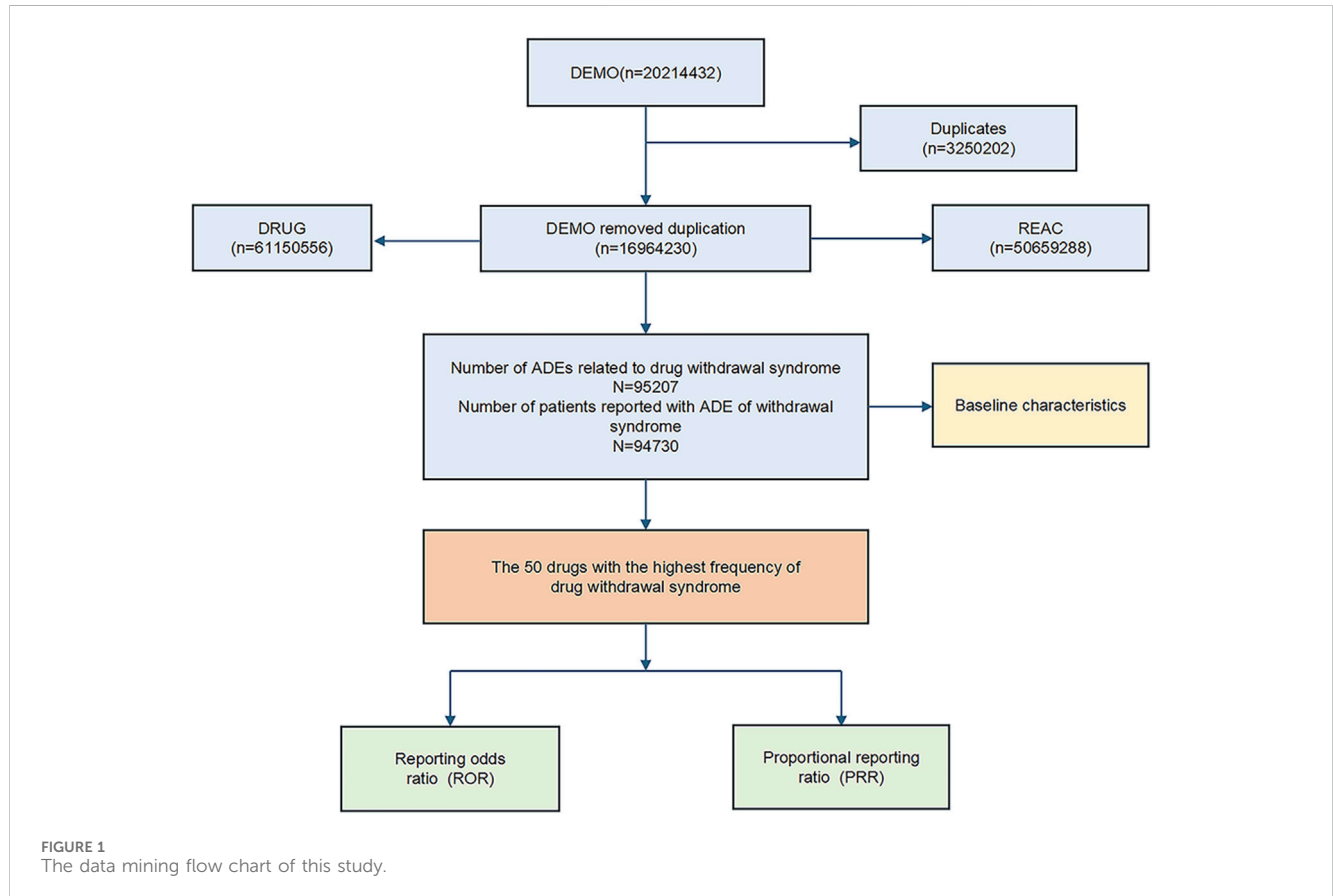 DEMO(n=20214432)
Duplicates
(n=3250202)
DRUG
(n=61150556)
DEMO removed duplication
(n=16964230)
REAC
(n=50659288)
Number of ADEs related to drug withdrawal syndrome
N=95207
Number of patients reported with ADE of withdrawal
syndrome
N=94730
Baseline characteristics
The 50 drugs with the highest frequency of
drug withdrawal syndrome
Reporting odds
ratio (ROR)
Proportional reporting
ratio (PRR)
FIGURE 1
The data mining flow chart of this study.